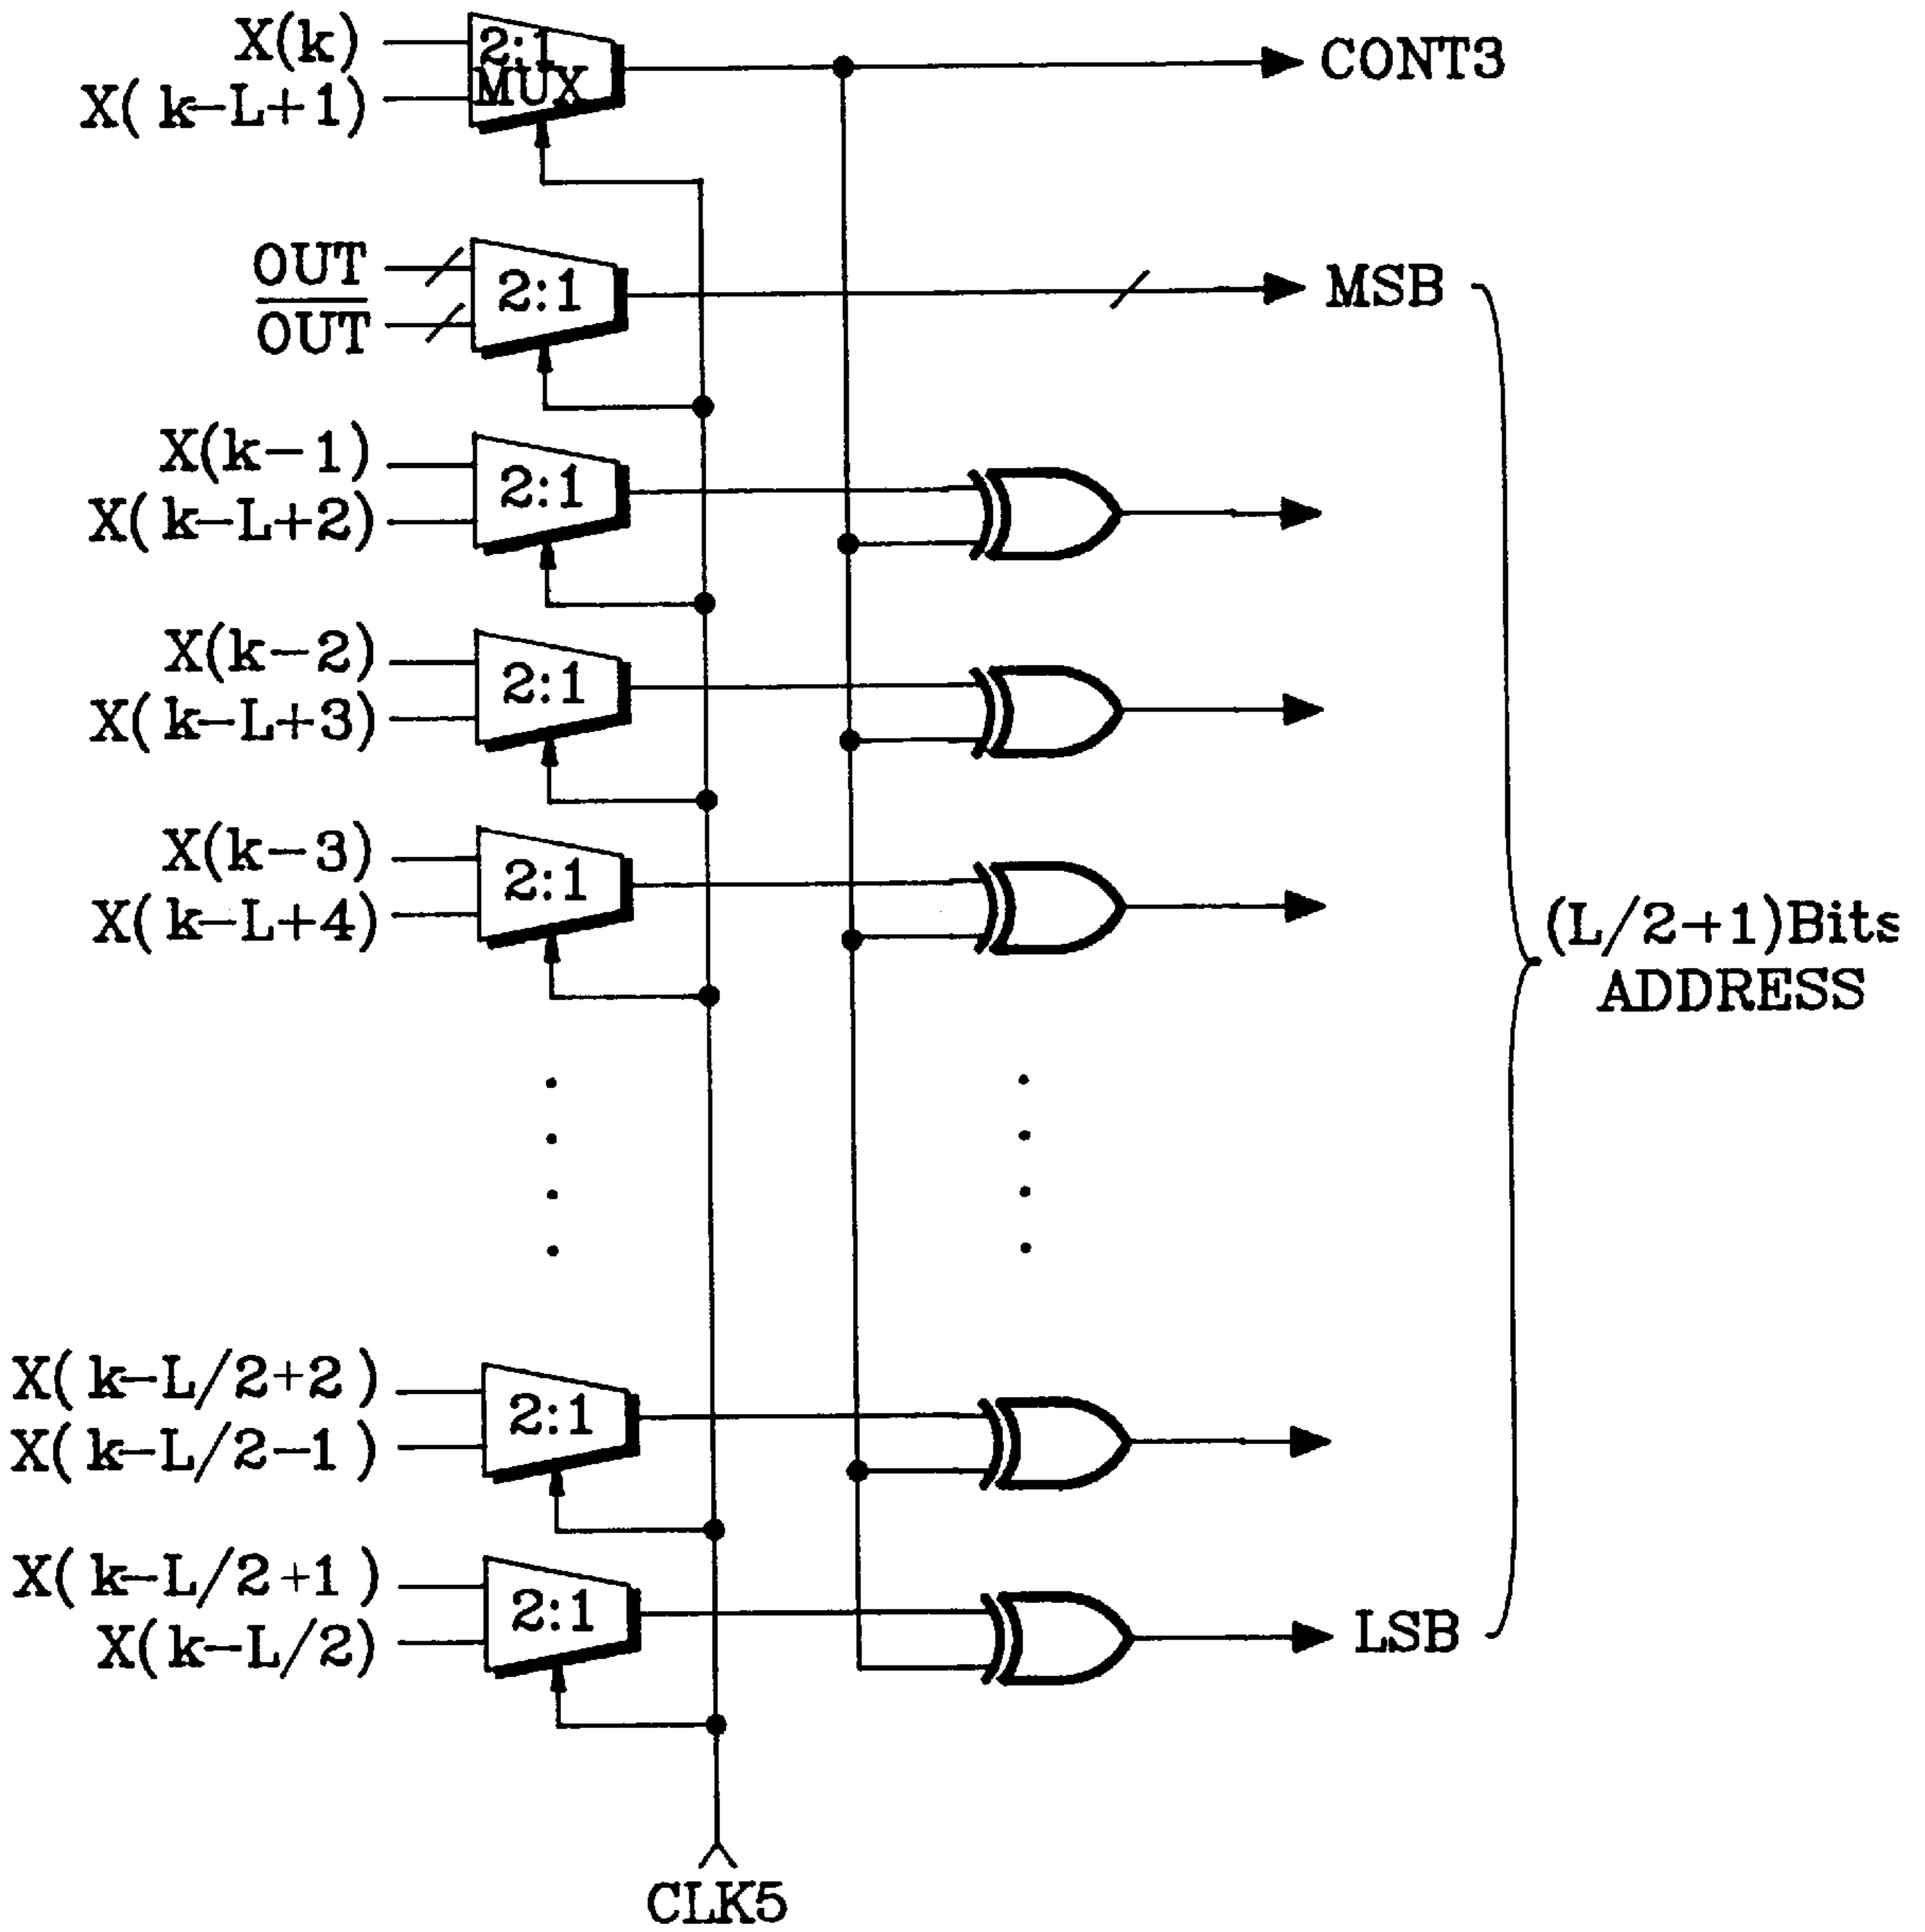 X(k)
X(k-L+1)
2:1
MUX
CONT3
OUT
OUT
2:1
MSB
X(k-1)
X(k-L+2)
2:1
X(k-2)
X(k-L+3)
2:1
X(k-3)
X(k-L+4)
2:1
(L/2+1)Bits
ADDRESS
X(k-L/2+2)
X(k-L/2-1)
2:1
X(k-L/2+1)
X(k-L/2)
2:1
LSB
CLK5